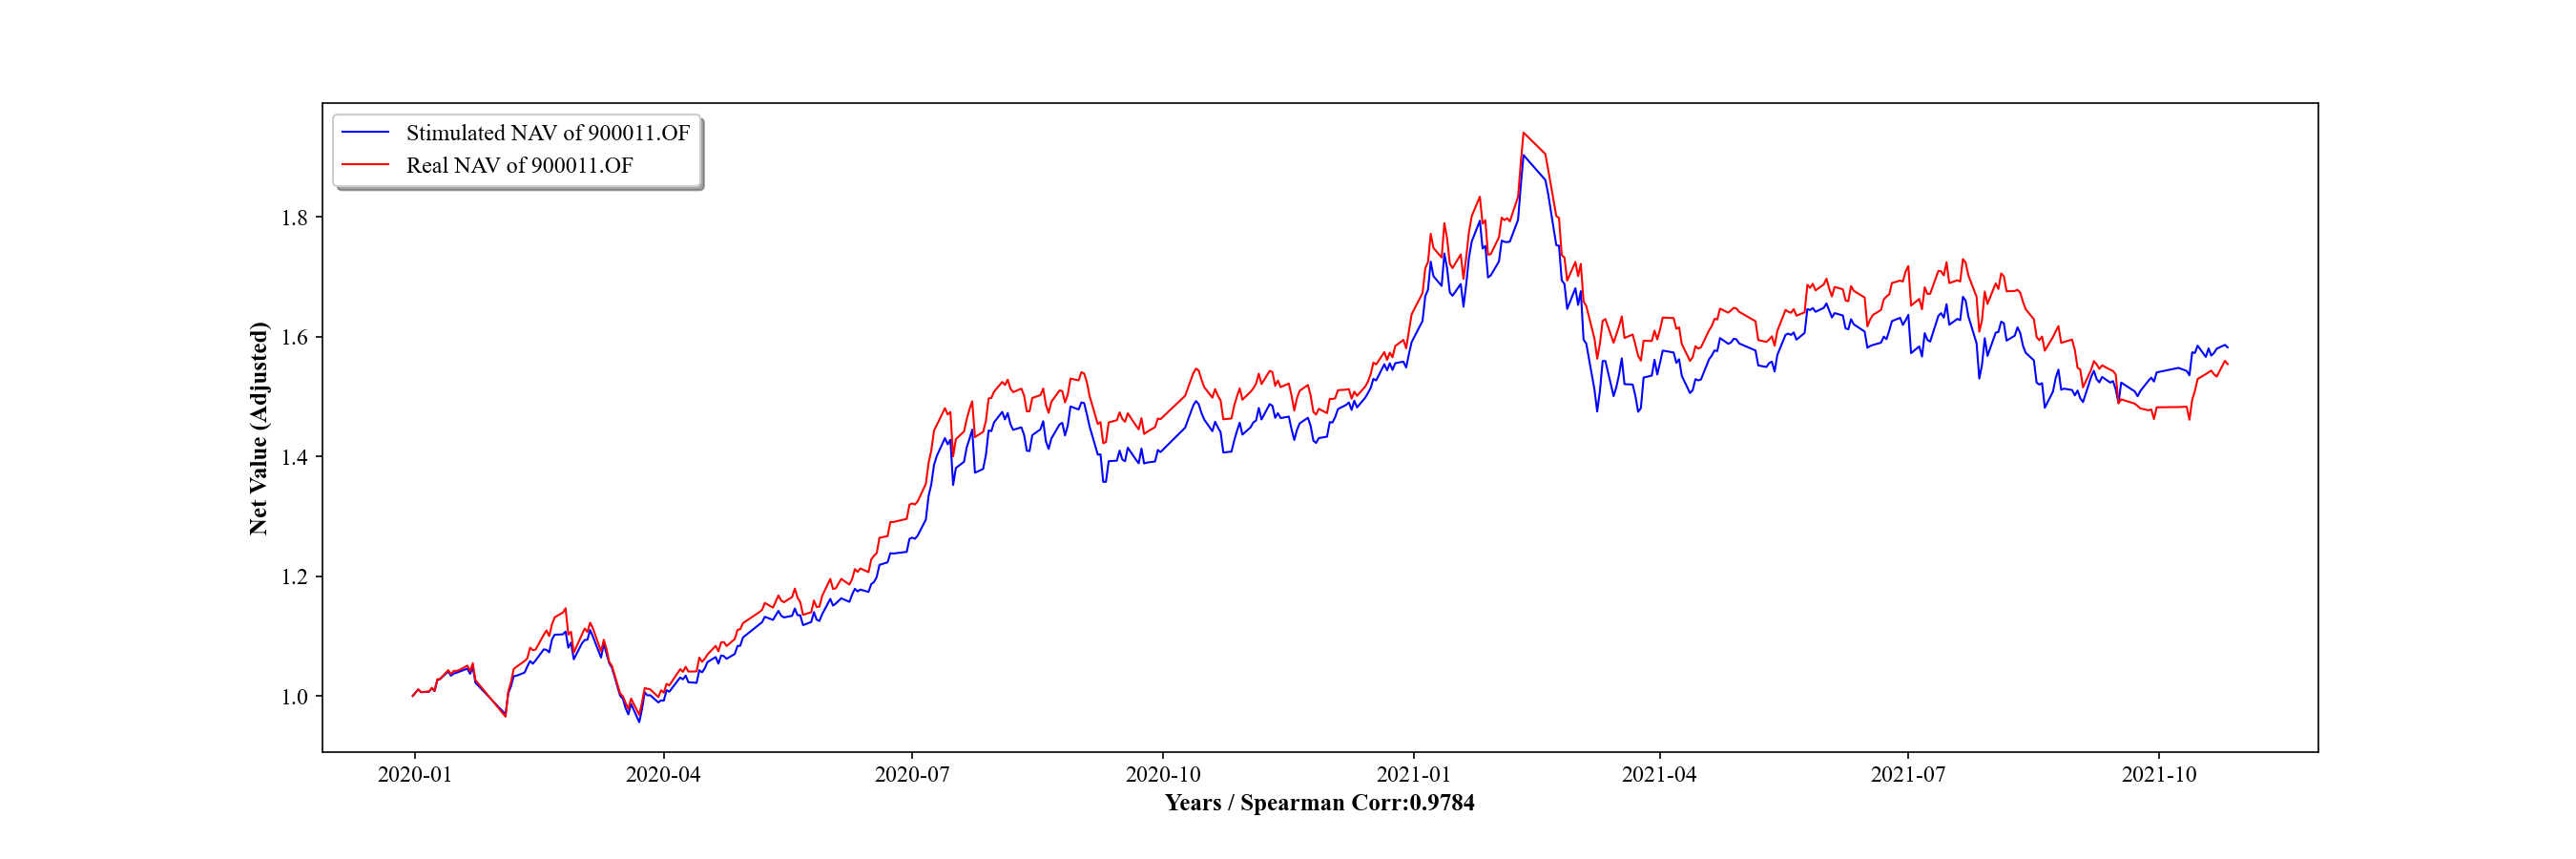 Stimulated NAV of 900011.OF
Real NAV of 900011.OF
Net Value (Adjusted)
1.8
1.6
1.4
1.2
1.0
2020-01 2020-04 2020-07 2020-10 2021-01 2021-04 2021-07 2021-10
Years / Spearman Corr:0.9784